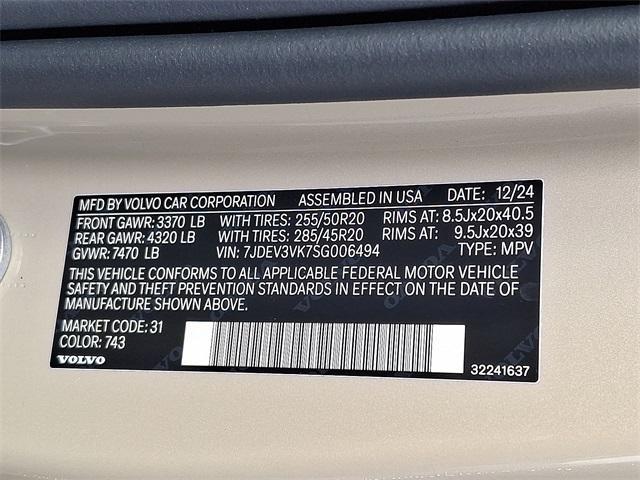 MFD BY VOLVO CAR CORPORATION ASSEMBLED IN USA DATE: 12/24
FRONT GAWR: 3370 LB WITH TIRES: 255/50R20 RIMS AT: 8.5Jx20x40.5
REAR GAWR: 4320 LB WITH TIRES: 285/45R20 RIMS AT: 9.5Jx20x39
GVWR: 7470 LB VIN: 7JDEV3VK7SG006494 TYPE: MPV
THIS VEHICLE CONFORMS TO ALL APPLICABLE FEDERAL MOTOR VEHICLE
SAFETY AND THEFT PREVENTION STANDARDS IN EFFECT ON THE DATE OF
MANUFACTURE SHOWN ABOVE.
MARKET CODE: 31
COLOR: 743
VOLVO
32241637